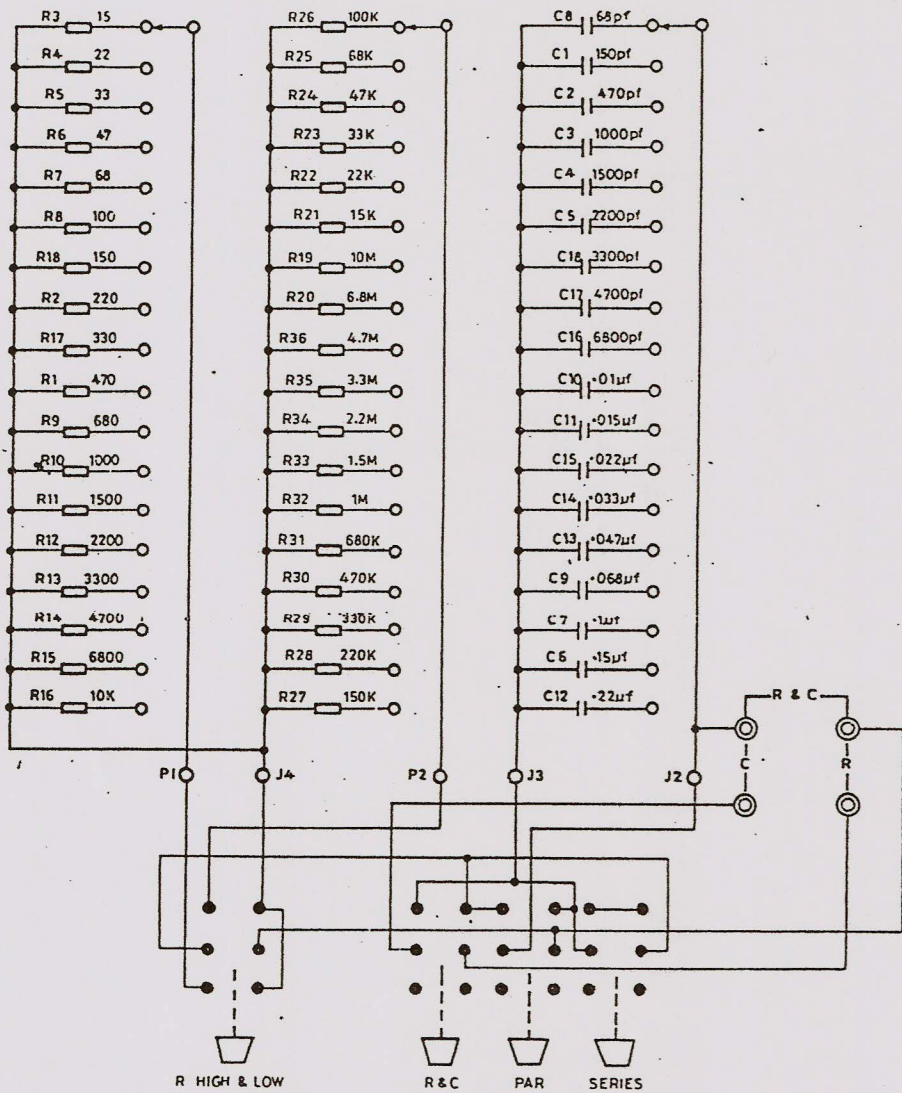 R3 15 R26 100K C8 68pf
R4 22 R25 68K C1 150pf
R5 33 R24 47K C2 470pf
R6 47 R23 33K C3 1000pf
R7 68 R22 22K C4 1500pf
R8 100 R21 15K C5 2200pf
R18 150 R19 10M C18 3300pf
R2 220 R20 6.8M C17 4700pf
R17 330 R36 4.7M C16 6800pf
R1 470 R35 3.3M C10 ·01µf
R9 680 R34 2.2M C11 ·015µf
R10 1000 R33 1.5M C15 ·022µf
R11 1500 R32 1M C14 ·033µf
R12 2200 R31 680K C13 ·047µf
R13 3300 R30 470K C9 ·068µf
R14 4700 R29 330K C7 ·1µf
R15 6800 R28 220K C6 ·15µf
R16 10K R27 150K C12 ·22µf
R & C
C R
P1 J4 P2 J3 J2
R HIGH & LOW R&C PAR SERIES